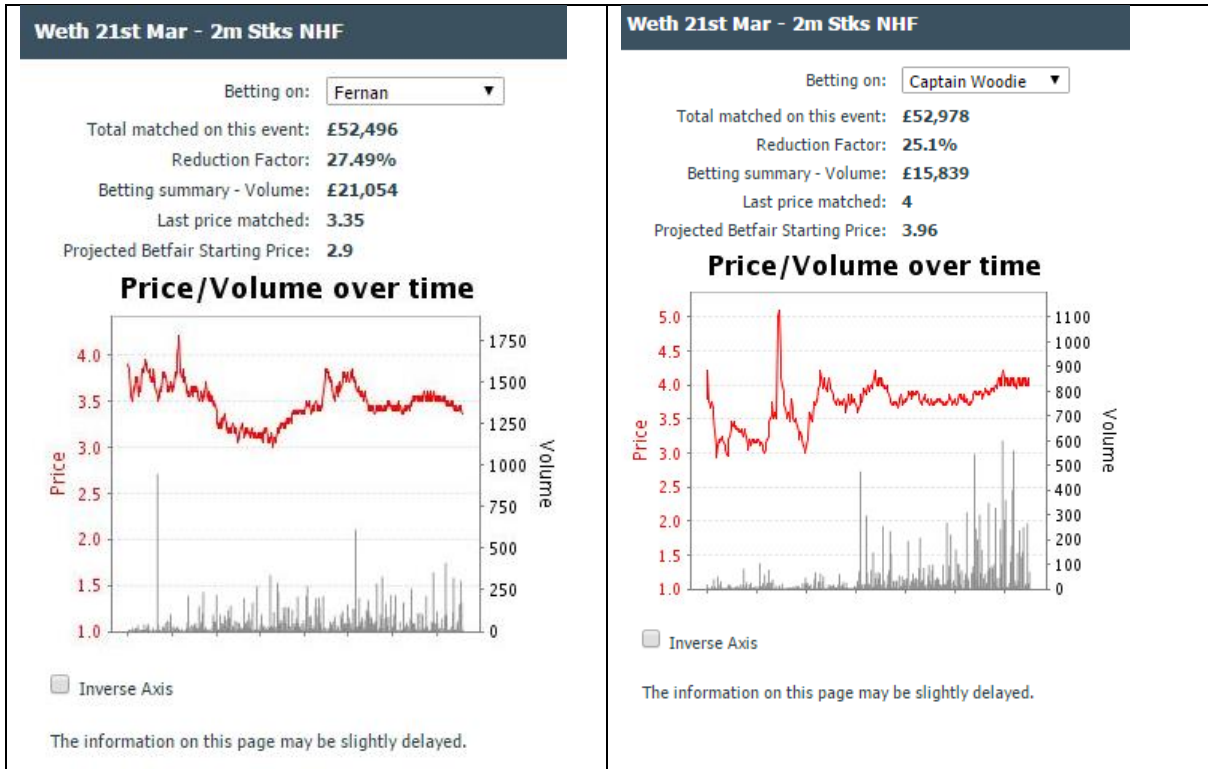 Weth 21st Mar - 2m Stks NHF
Betting on: Fernan
Total matched on this event: £52,496
Reduction Factor: 27.49%
Betting summary - Volume: £21,054
Last price matched: 3.35
Projected Betfair Starting Price: 2.9
Price/Volume over time
4.0
3.5
3.0
2.5
2.0
1.5
1.0
Price
1750
1500
1250
1000
750
500
250
0
Volume
Inverse Axis
The information on this page may be slightly delayed.
Weth 21st Mar - 2m Stks NHF
Betting on: Captain Woodie
Total matched on this event: £52,978
Reduction Factor: 25.1%
Betting summary - Volume: £15,839
Last price matched: 4
Projected Betfair Starting Price: 3.96
Price/Volume over time
5.0
4.5
4.0
3.5
3.0
2.5
2.0
1.5
1.0
Price
1100
1000
900
800
700
600
500
400
300
200
100
0
Volume
Inverse Axis
The information on this page may be slightly delayed.